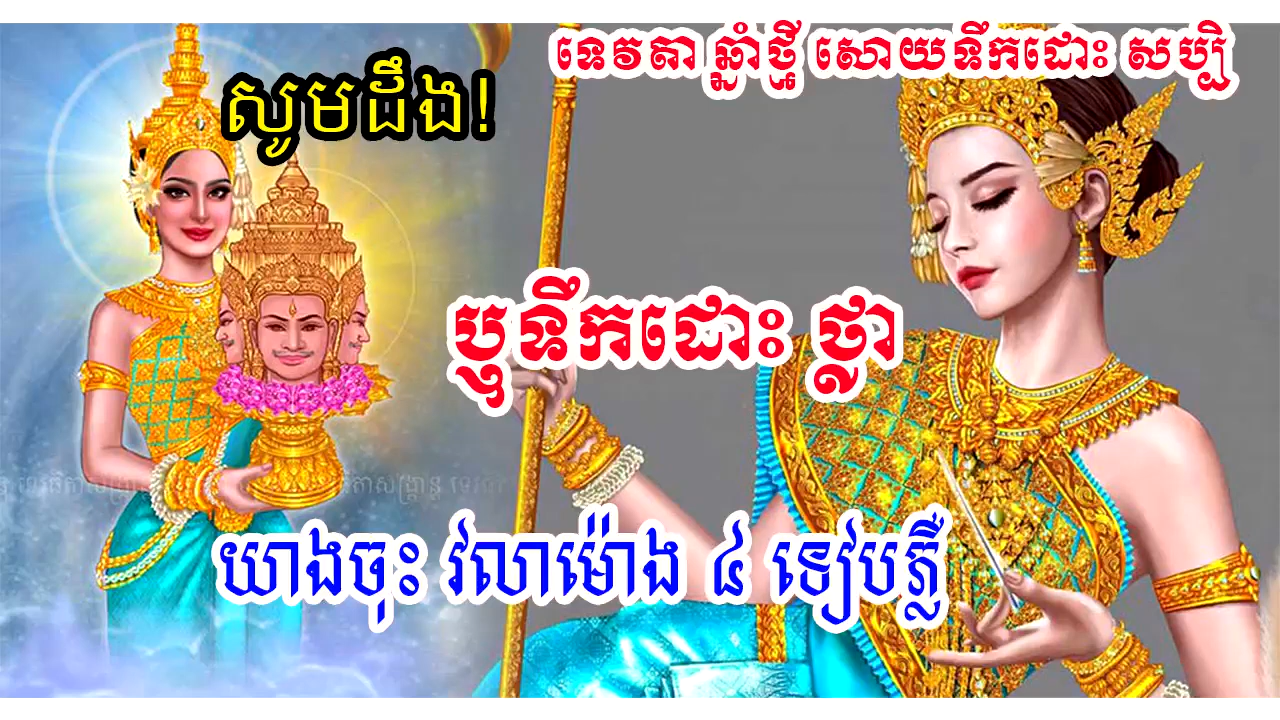 ទេវតា ឆ្នាំថ្មី សោយទឹកដោះ សប្បិ
សូមដឹង!
ឬទឹកដោះ ថ្លា
យាងចុះ វេលាម៉ោង ៤ ទៀបភ្លឺ